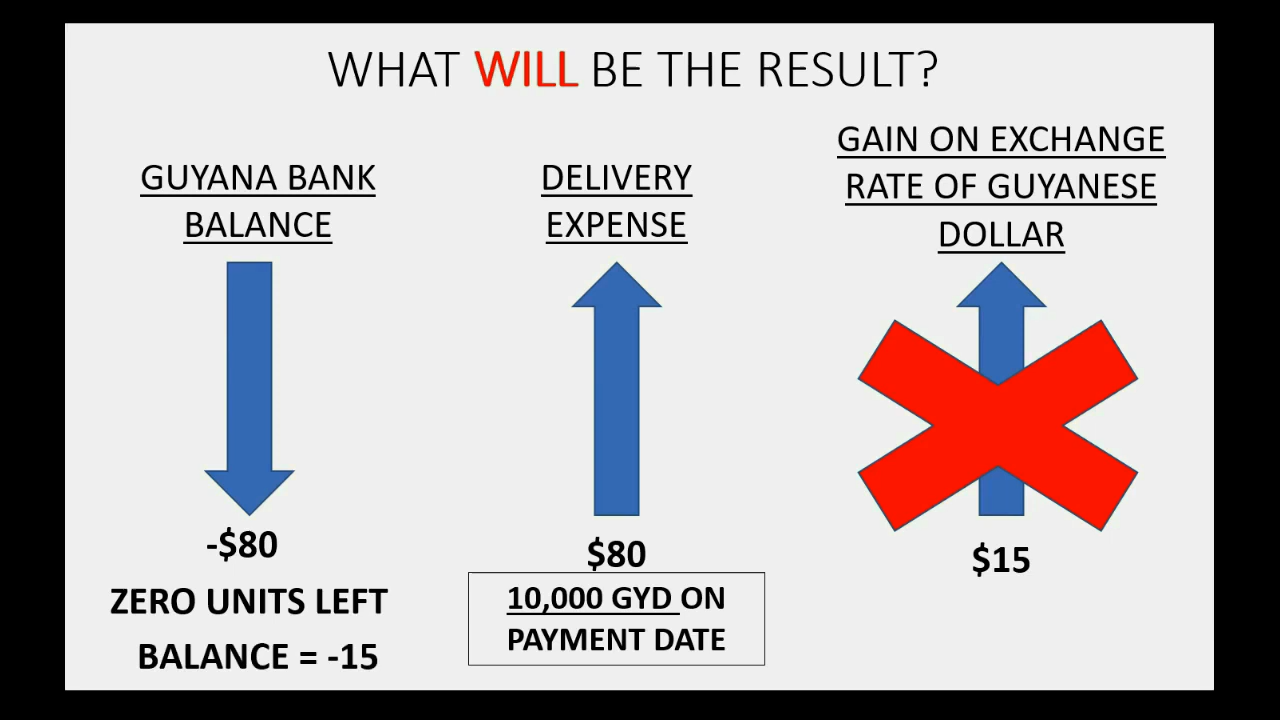 WHAT WILL BE THE RESULT?
GUYANA BANK
BALANCE
-$80
ZERO UNITS LEFT
BALANCE = -15
DELIVERY
EXPENSE
$80
10,000 GYD ON
PAYMENT DATE
GAIN ON EXCHANGE
RATE OF GUYANESE
DOLLAR
$15